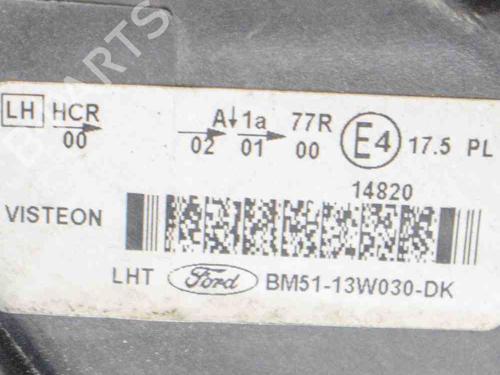 B-PARTS
LH HCR A↓1a 77R E4 17.5 PL
00 02 01 00
14820
VISTEON
LHT Ford BM51-13W030-DK